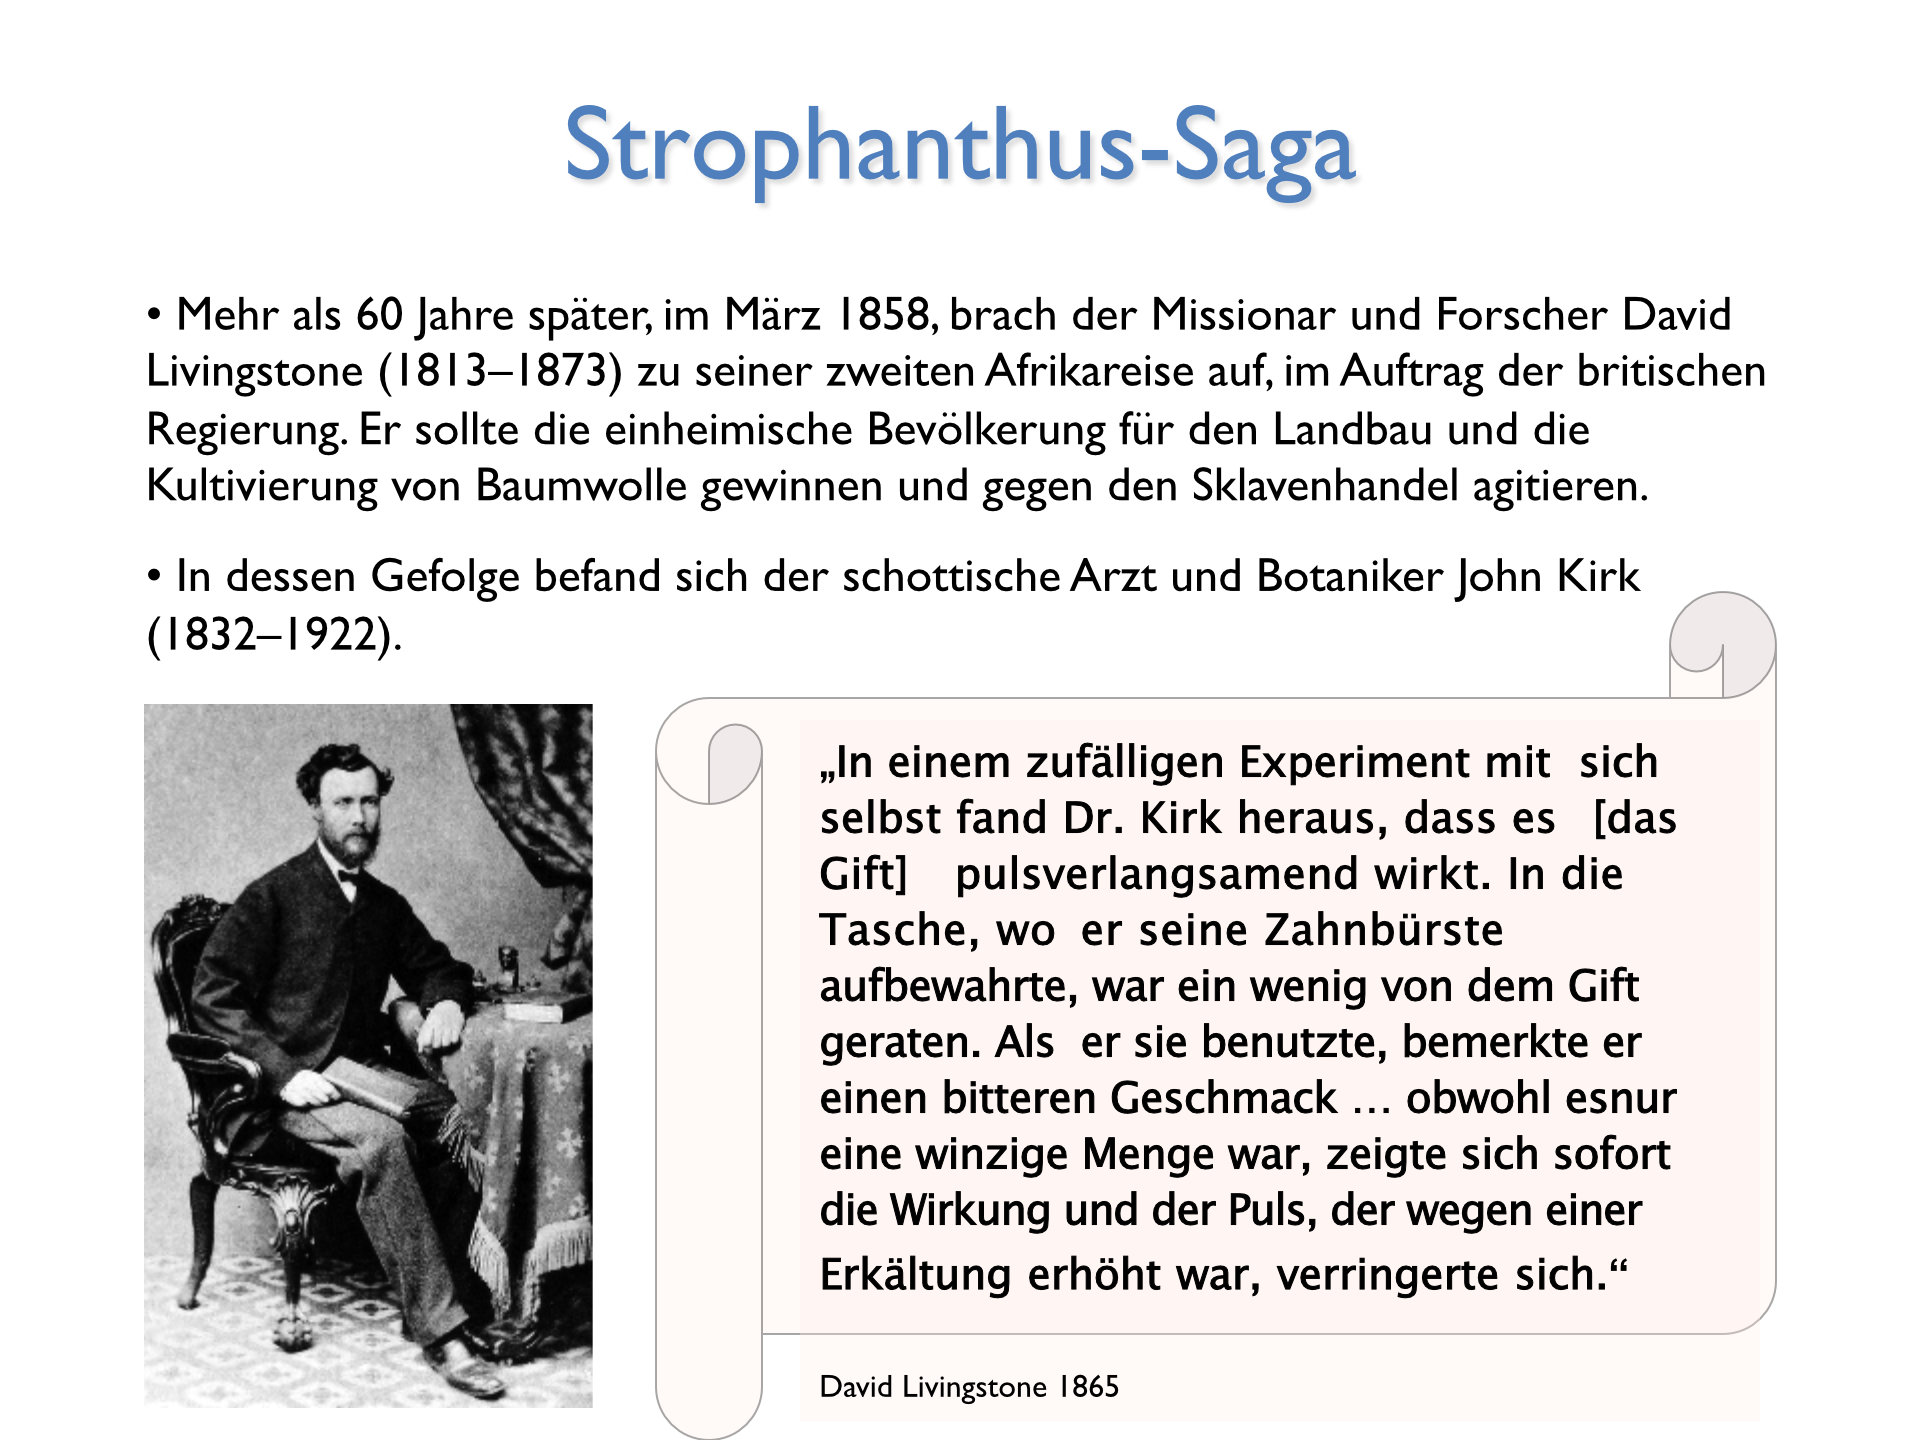 Strophanthus-Saga
• Mehr als 60 Jahre später, im März 1858, brach der Missionar und Forscher David
Livingstone (1813–1873) zu seiner zweiten Afrikareise auf, im Auftrag der britischen
Regierung. Er sollte die einheimische Bevölkerung für den Landbau und die
Kultivierung von Baumwolle gewinnen und gegen den Sklavenhandel agitieren.
• In dessen Gefolge befand sich der schottische Arzt und Botaniker John Kirk
(1832–1922).
„In einem zufälligen Experiment mit sich
selbst fand Dr. Kirk heraus, dass es [das
Gift] pulsverlangsamend wirkt. In die
Tasche, wo er seine Zahnbürste
aufbewahrte, war ein wenig von dem Gift
geraten. Als er sie benutzte, bemerkte er
einen bitteren Geschmack … obwohl esnur
eine winzige Menge war, zeigte sich sofort
die Wirkung und der Puls, der wegen einer
Erkältung erhöht war, verringerte sich.“
David Livingstone 1865